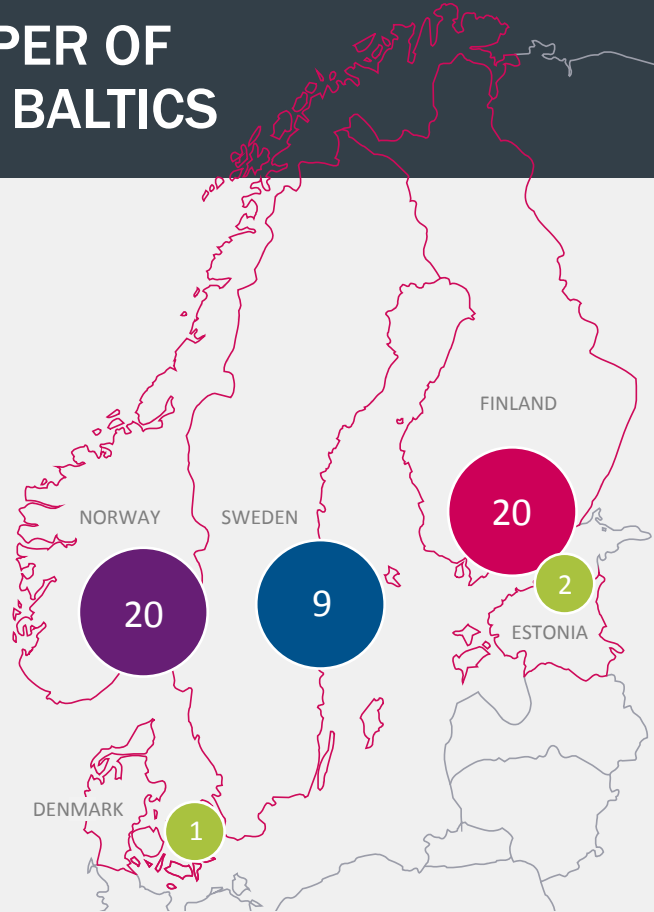 PER OF
BALTICS
FINLAND
20
NORWAY
SWEDEN
20
9
2
ESTONIA
DENMARK
1